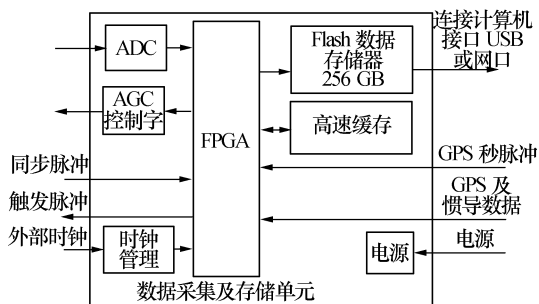 连接计算机
接口 USB
或网口
ADC
Flash 数据
存储器
256 GB
AGC
控制字
FPGA
高速缓存
同步脉冲
GPS 秒脉冲
触发脉冲
GPS 及
惯导数据
外部时钟
时钟
管理
电源
电源
数据采集及存储单元